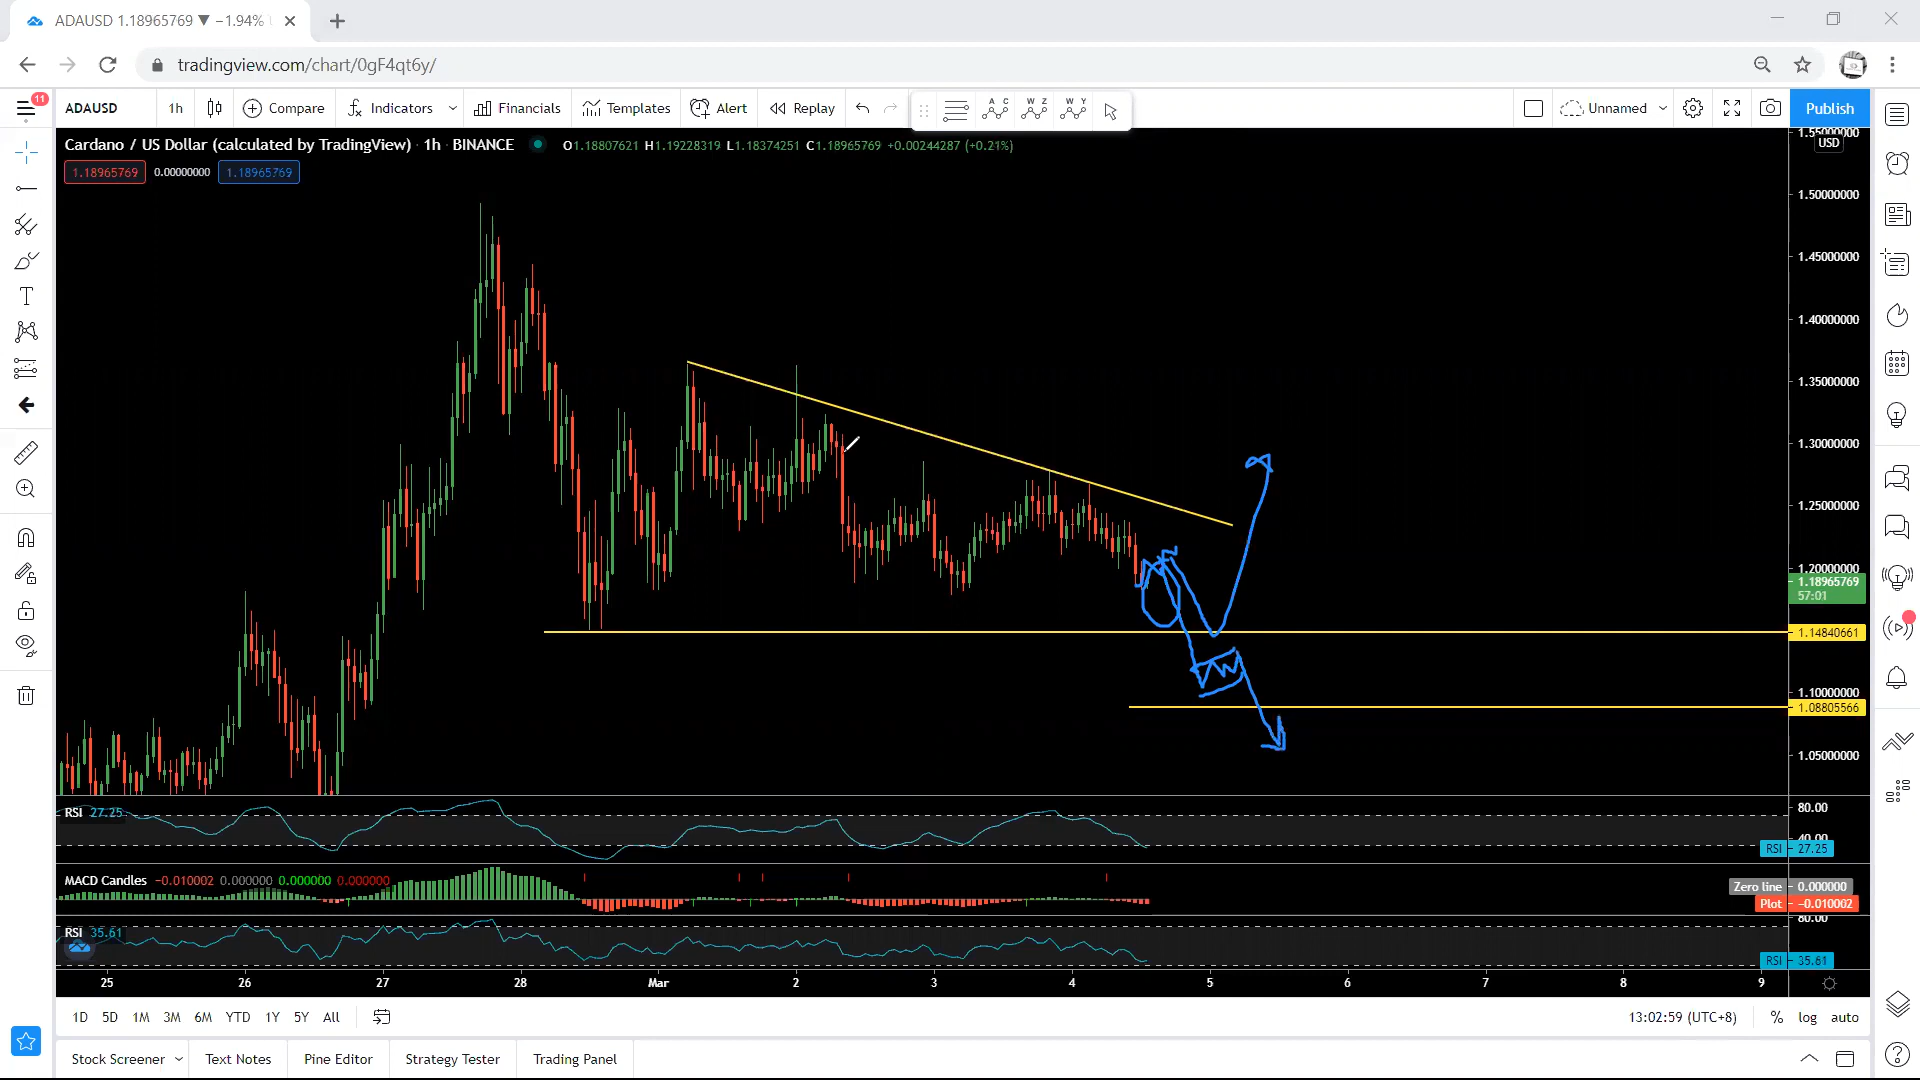 ADAUSD 1.18965769 ▼ −1.94%
tradingview.com/chart/0gF4qt6y/
11
ADAUSD 1h Compare Indicators Financials Templates Alert Replay A C W Z W Y Unnamed Publish
Cardano / US Dollar (calculated by TradingView) · 1h · BINANCE O1.18807621 H1.19228319 L1.18374251 C1.18965769 +0.00244287 (+0.21%)
1.18965769 0.00000000 1.18965769
1.55000000
USD
1.50000000
1.45000000
1.40000000
1.35000000
1.30000000
1.25000000
1.20000000
1.18965769
57:01
1.14840661
1.10000000
1.08805566
1.05000000
RSI 27.25
80.00
40.00
RSI 27.25
MACD Candles −0.010002 0.000000 0.000000 0.000000
Zero line 0.000000
Plot −0.010002
RSI 35.61
80.00
RSI 35.61
25 26 27 28 Mar 2 3 4 5 6 7 8 9
1D 5D 1M 3M 6M YTD 1Y 5Y All 13:02:59 (UTC+8) % log auto
Stock Screener Text Notes Pine Editor Strategy Tester Trading Panel